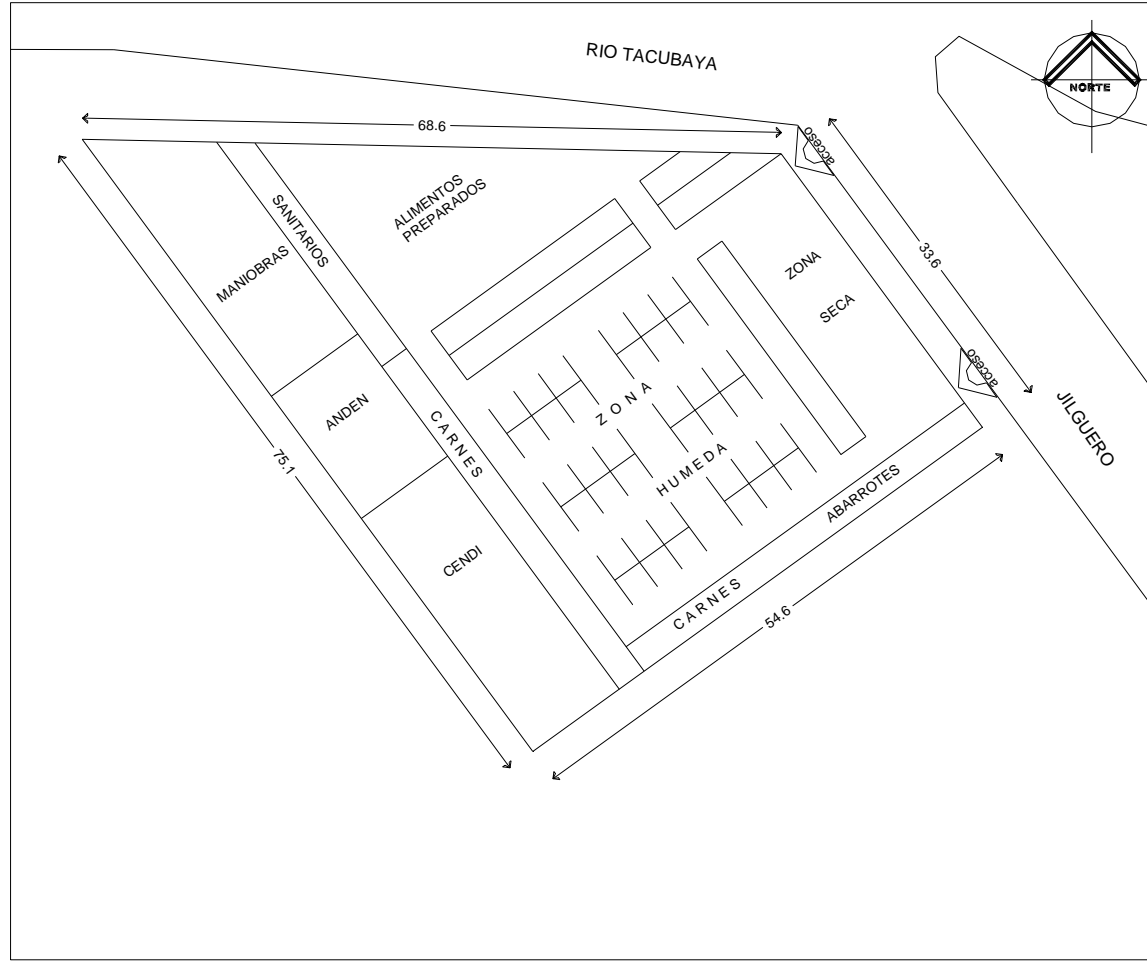 RIO TACUBAYA
NORTE
68.6
acceso
SANITARIOS
ALIMENTOS
PREPARADOS
MANIOBRAS
33.6
ZONA
SECA
acceso
ANDEN
CARNES
ZONA
HUMEDA
JILGUERO
75.1
CENDI
ABARROTES
CARNES
54.6